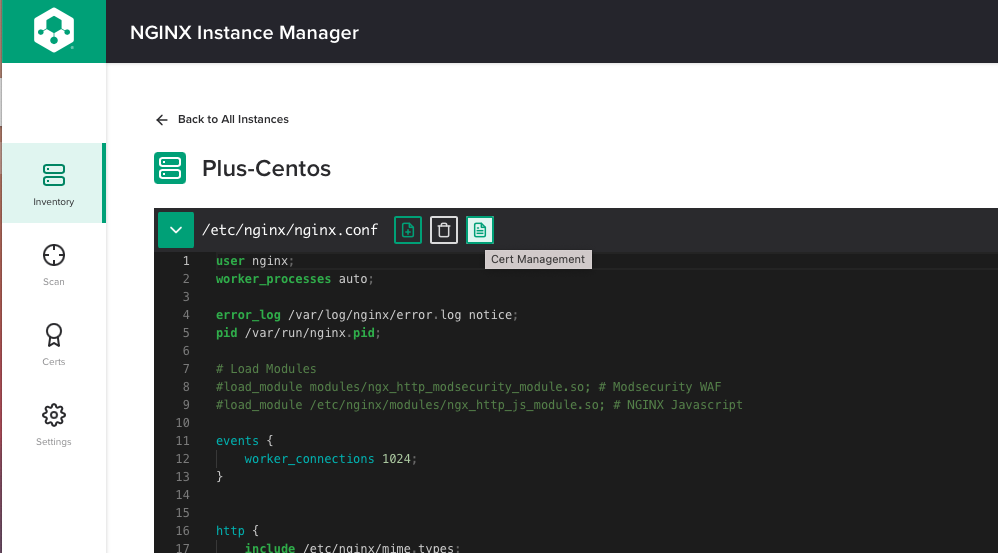 NGINX Instance Manager
Back to All Instances
Plus-Centos
Inventory
Scan
Certs
Settings
/etc/nginx/nginx.conf
Cert Management
1 user nginx;
2 worker_processes auto;
3
4 error_log /var/log/nginx/error.log notice;
5 pid /var/run/nginx.pid;
6
7 # Load Modules
8 #load_module modules/ngx_http_modsecurity_module.so; # Modsecurity WAF
9 #load_module /etc/nginx/modules/ngx_http_js_module.so; # NGINX Javascript
10
11 events {
12     worker_connections 1024;
13 }
14
15
16 http {
17     include /etc/nginx/mime.types;